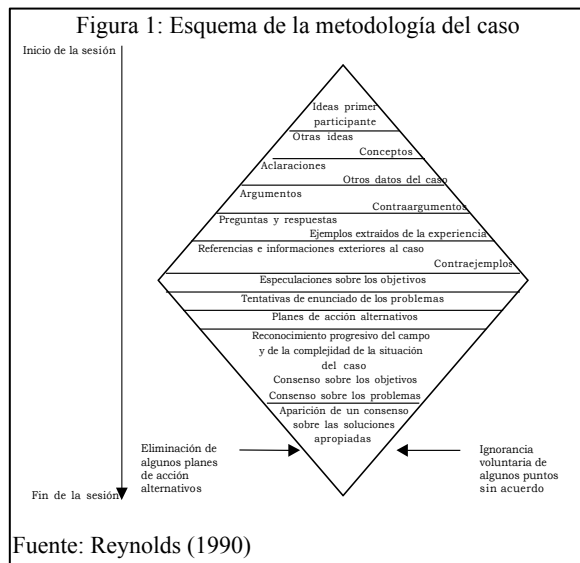 Figura 1: Esquema de la metodología del caso
Inicio de la sesión
Ideas primer
participante
Otras ideas
Conceptos
Aclaraciones
Otros datos del caso
Argumentos
Contraargumentos
Preguntas y respuestas
Ejemplos extraídos de la experiencia
Referencias e informaciones exteriores al caso
Contraejemplos
Especulaciones sobre los objetivos
Tentativas de enunciado de los problemas
Planes de acción alternativos
Reconocimiento progresivo del campo
y de la complejidad de la situación
del caso
Consenso sobre los objetivos
Consenso sobre los problemas
Aparición de un consenso
sobre las soluciones
apropiadas
Eliminación de
algunos planes
de acción
alternativos
Ignorancia
voluntaria de
algunos puntos
sin acuerdo
Fin de la sesión
Fuente: Reynolds (1990)